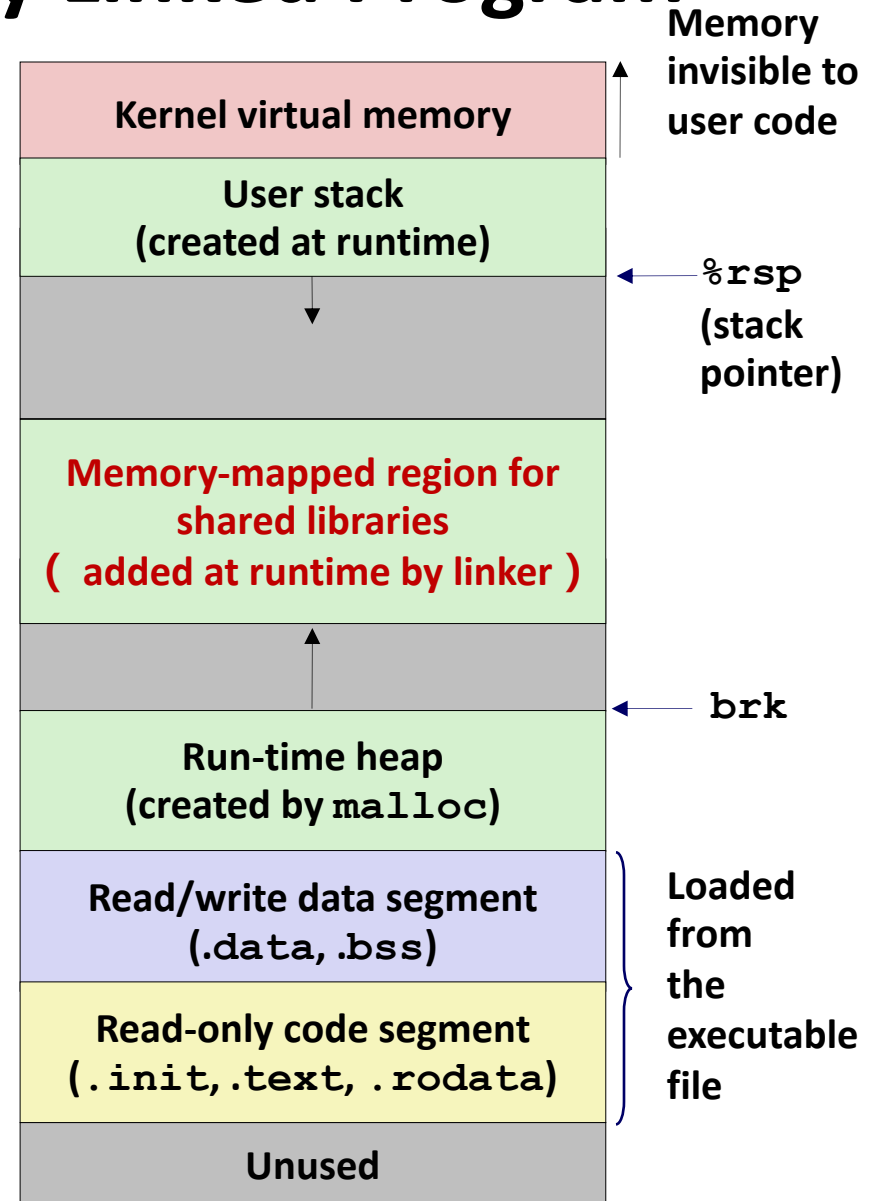 y Linked Program
Memory
invisible to
user code
Kernel virtual memory
User stack
(created at runtime)
%rsp
(stack
pointer)
Memory-mapped region for
shared libraries
( added at runtime by linker )
brk
Run-time heap
(created by malloc)
Read/write data segment
(.data, .bss)
Loaded
from
the
executable
file
Read-only code segment
(.init, .text, .rodata)
Unused